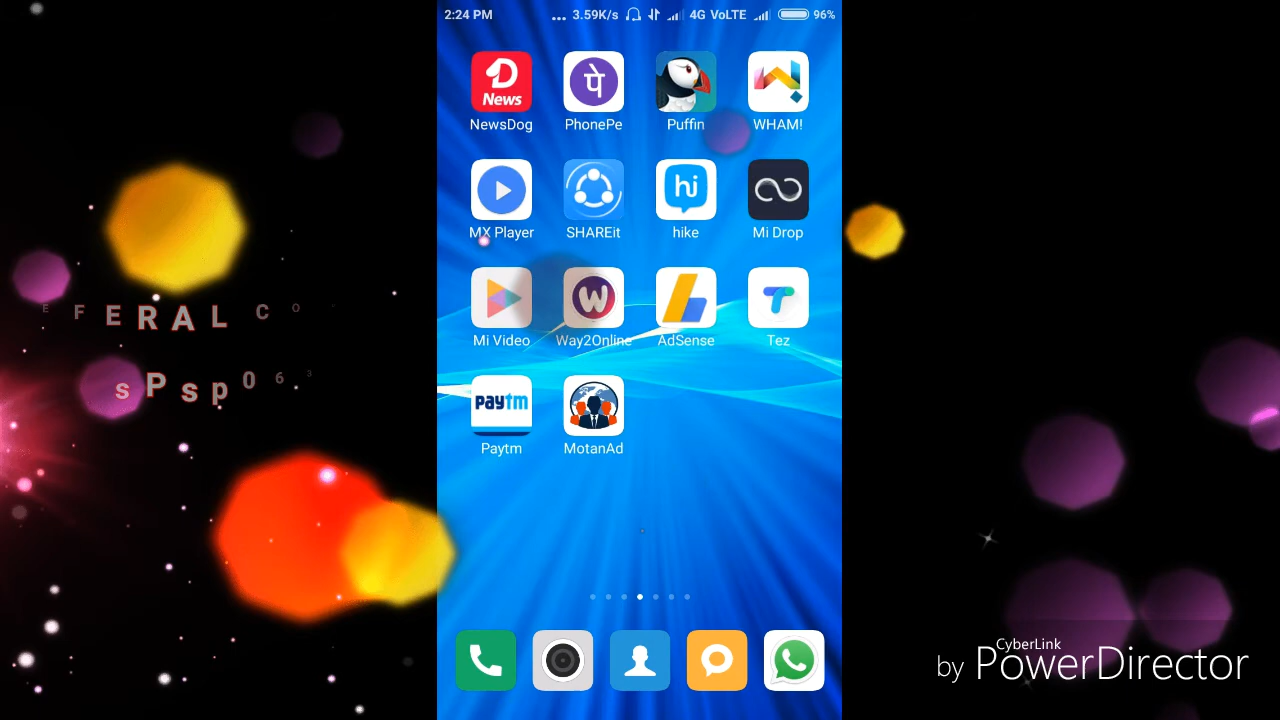 2:24 PM ... 3.59K/s 4G VoLTE 96%
News
पे
NewsDog PhonePe Puffin WHAM!
hi
MX Player SHAREit hike Mi Drop
W
Mi Video Way2Online AdSense Tez
E F E R A L C O
Paytm
s P s p 0 6 3
Paytm MotanAd
CyberLink
by PowerDirector